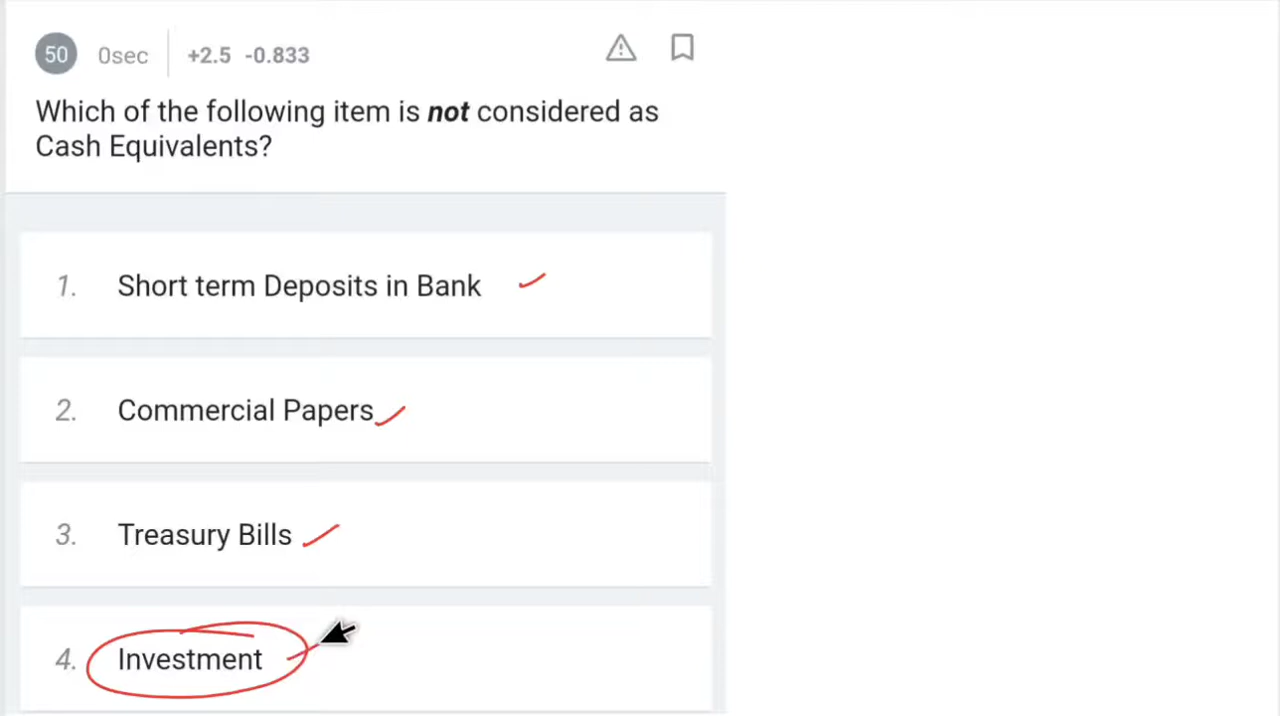 50 0sec +2.5 -0.833
Which of the following item is not considered as
Cash Equivalents?
1. Short term Deposits in Bank
2. Commercial Papers
3. Treasury Bills
4. Investment